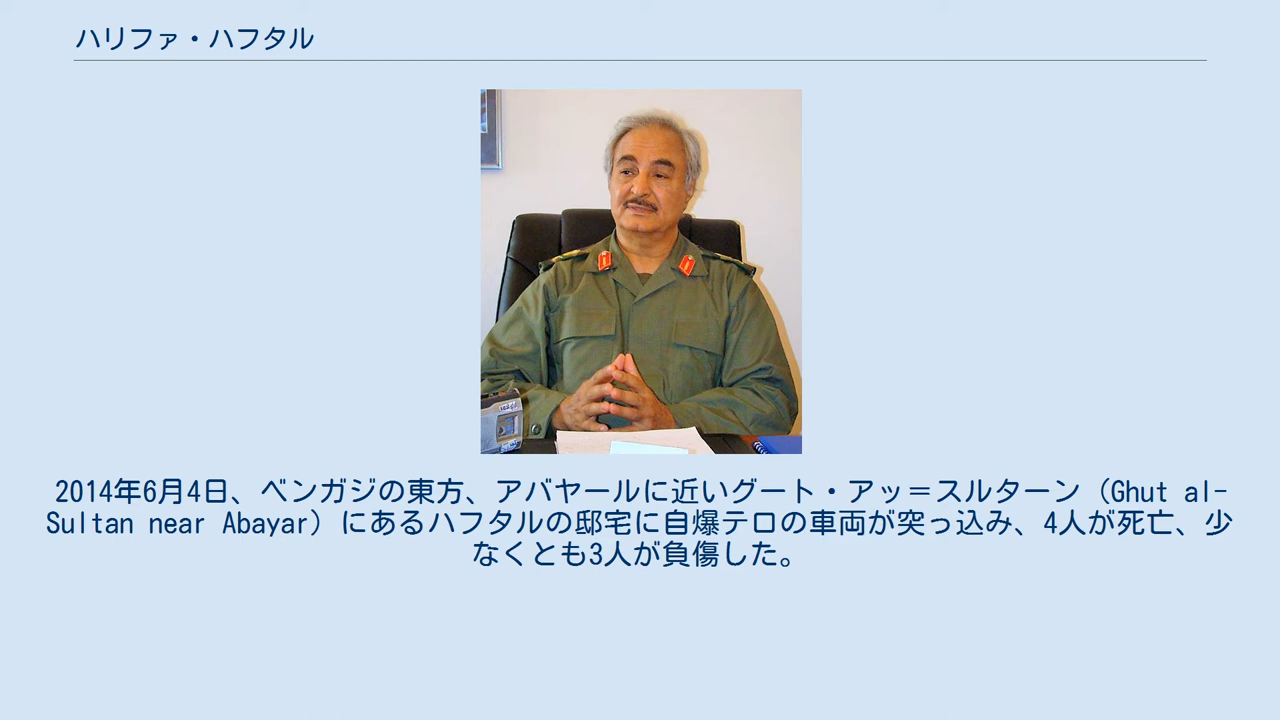 ハリファ・ハフタル
2014年6月4日、ベンガジの東方、アバヤールに近いグート・アッ＝スルターン（Ghut al-
Sultan near Abayar）にあるハフタルの邸宅に自爆テロの車両が突っ込み、4人が死亡、少
なくとも3人が負傷した。